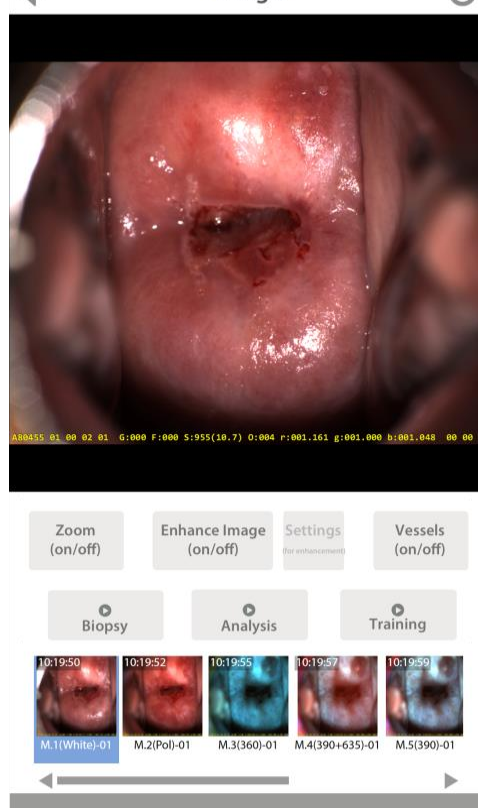 A80455 01 00 02 01 G:000 F:000 S:955(10.7) O:004 r:001.161 g:001.000 b:001.048 00 00
Zoom
(on/off)
Enhance Image
(on/off)
Settings
(for enhancement)
Vessels
(on/off)
Biopsy
Analysis
Training
10:19:50
10:19:52
10:19:55
10:19:57
10:19:59
M.1(White)-01
M.2(Pol)-01
M.3(360)-01
M.4(390+635)-01
M.5(390)-01